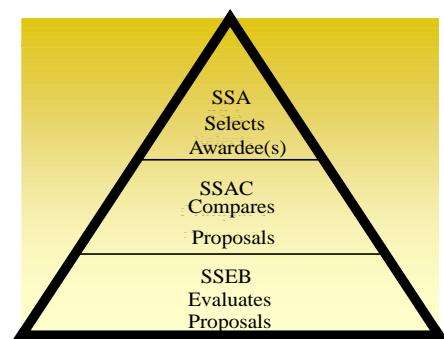 SSA
Selects
Awardee(s)
SSAC
Compares
Proposals
SSEB
Evaluates
Proposals